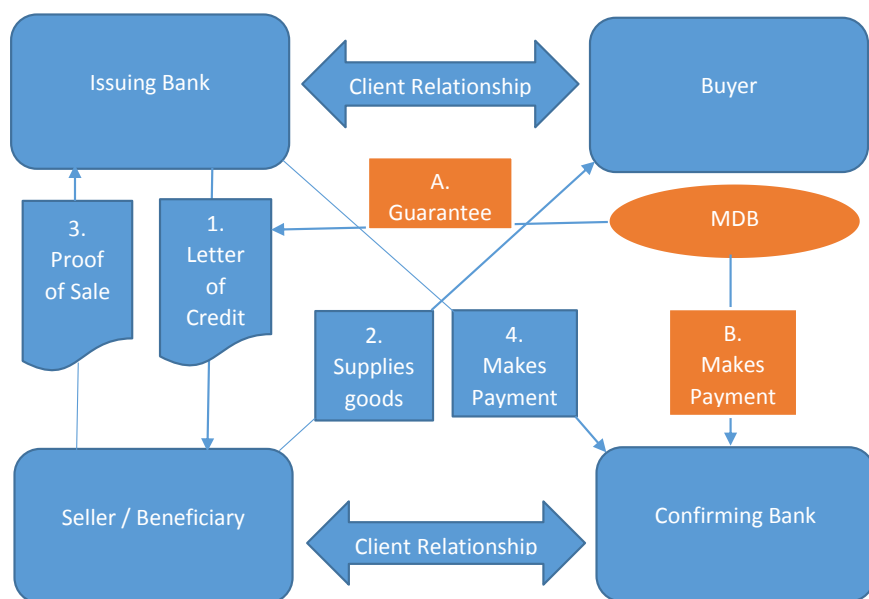 Issuing Bank
Client Relationship
Buyer
A.
Guarantee
MDB
3.
Proof
of Sale
1.
Letter
of
Credit
2.
Supplies
goods
4.
Makes
Payment
B.
Makes
Payment
Seller / Beneficiary
Client Relationship
Confirming Bank